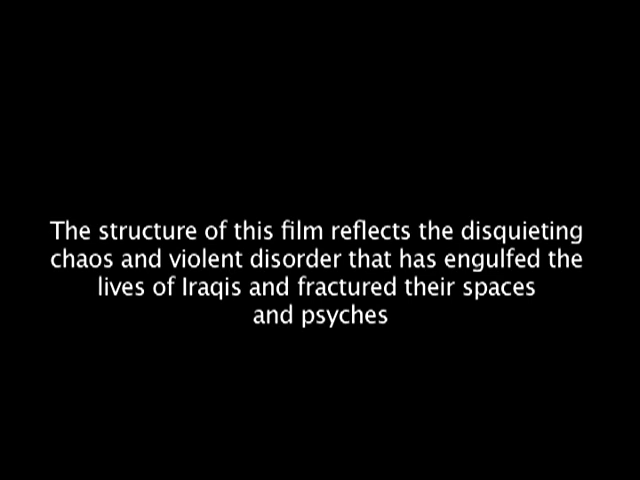 The structure of this film reflects the disquieting
chaos and violent disorder that has engulfed the
lives of Iraqis and fractured their spaces
and psyches